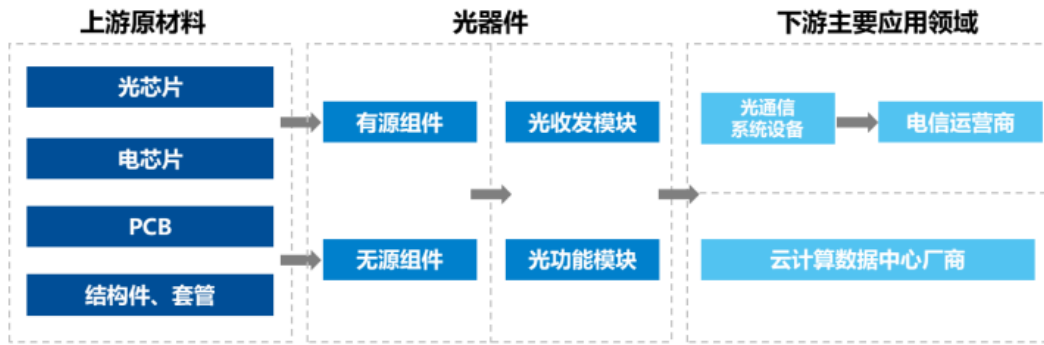 上游原材料
光器件
下游主要应用领域
光芯片
电芯片
PCB
结构件、套管
有源组件
无源组件
光收发模块
光功能模块
光通信
系统设备
电信运营商
云计算数据中心厂商